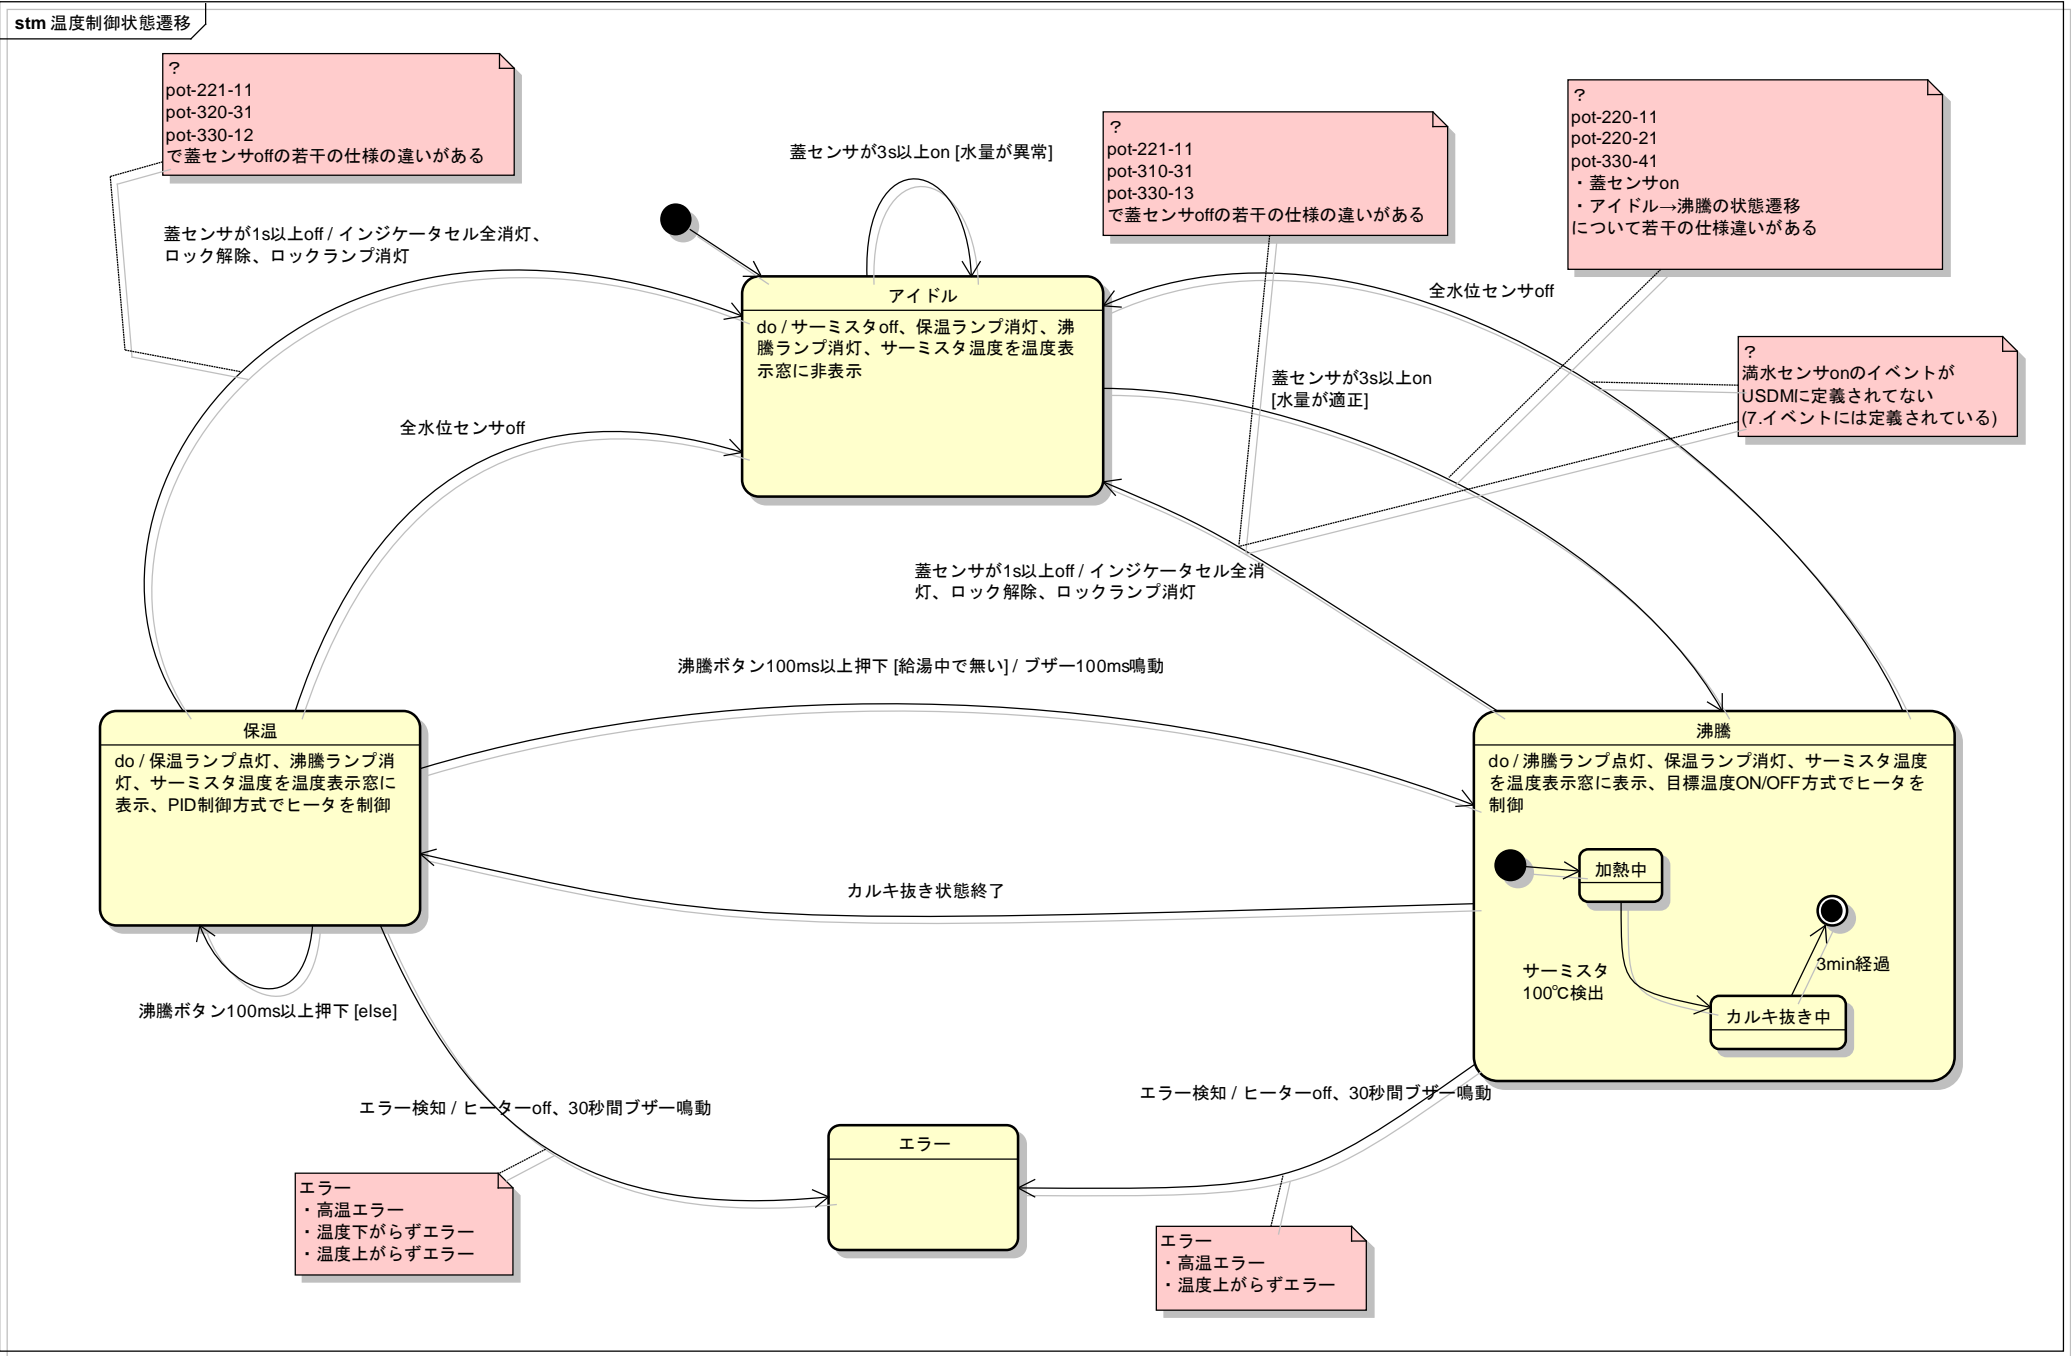 stm 温度制御状態遷移
?
pot-221-11
pot-320-31
pot-330-12
で蓋センサoffの若干の仕様の違いがある
?
pot-221-11
pot-310-31
pot-330-13
で蓋センサoffの若干の仕様の違いがある
?
pot-220-11
pot-220-21
pot-330-41
・蓋センサon
・アイドル→沸騰の状態遷移
について若干の仕様違いがある
蓋センサが3s以上on [水量が異常]
蓋センサが1s以上off / インジケータセル全消灯、
ロック解除、ロックランプ消灯
アイドル
do / サーミスタoff、保温ランプ消灯、沸
騰ランプ消灯、サーミスタ温度を温度表
示窓に非表示
全水位センサoff
?
満水センサonのイベントが
USDMに定義されてない
(7.イベントには定義されている)
蓋センサが3s以上on
[水量が適正]
全水位センサoff
蓋センサが1s以上off / インジケータセル全消
灯、ロック解除、ロックランプ消灯
沸騰ボタン100ms以上押下 [給湯中で無い] / ブザー100ms鳴動
保温
do / 保温ランプ点灯、沸騰ランプ消
灯、サーミスタ温度を温度表示窓に
表示、PID制御方式でヒータを制御
沸騰
do / 沸騰ランプ点灯、保温ランプ消灯、サーミスタ温度
を温度表示窓に表示、目標温度ON/OFF方式でヒータを
制御
加熱中
カルキ抜き状態終了
サーミスタ
100℃検出
3min経過
カルキ抜き中
沸騰ボタン100ms以上押下 [else]
エラー検知 / ヒーターoff、30秒間ブザー鳴動
エラー検知 / ヒーターoff、30秒間ブザー鳴動
エラー
エラー
・高温エラー
・温度下がらずエラー
・温度上がらずエラー
エラー
・高温エラー
・温度上がらずエラー